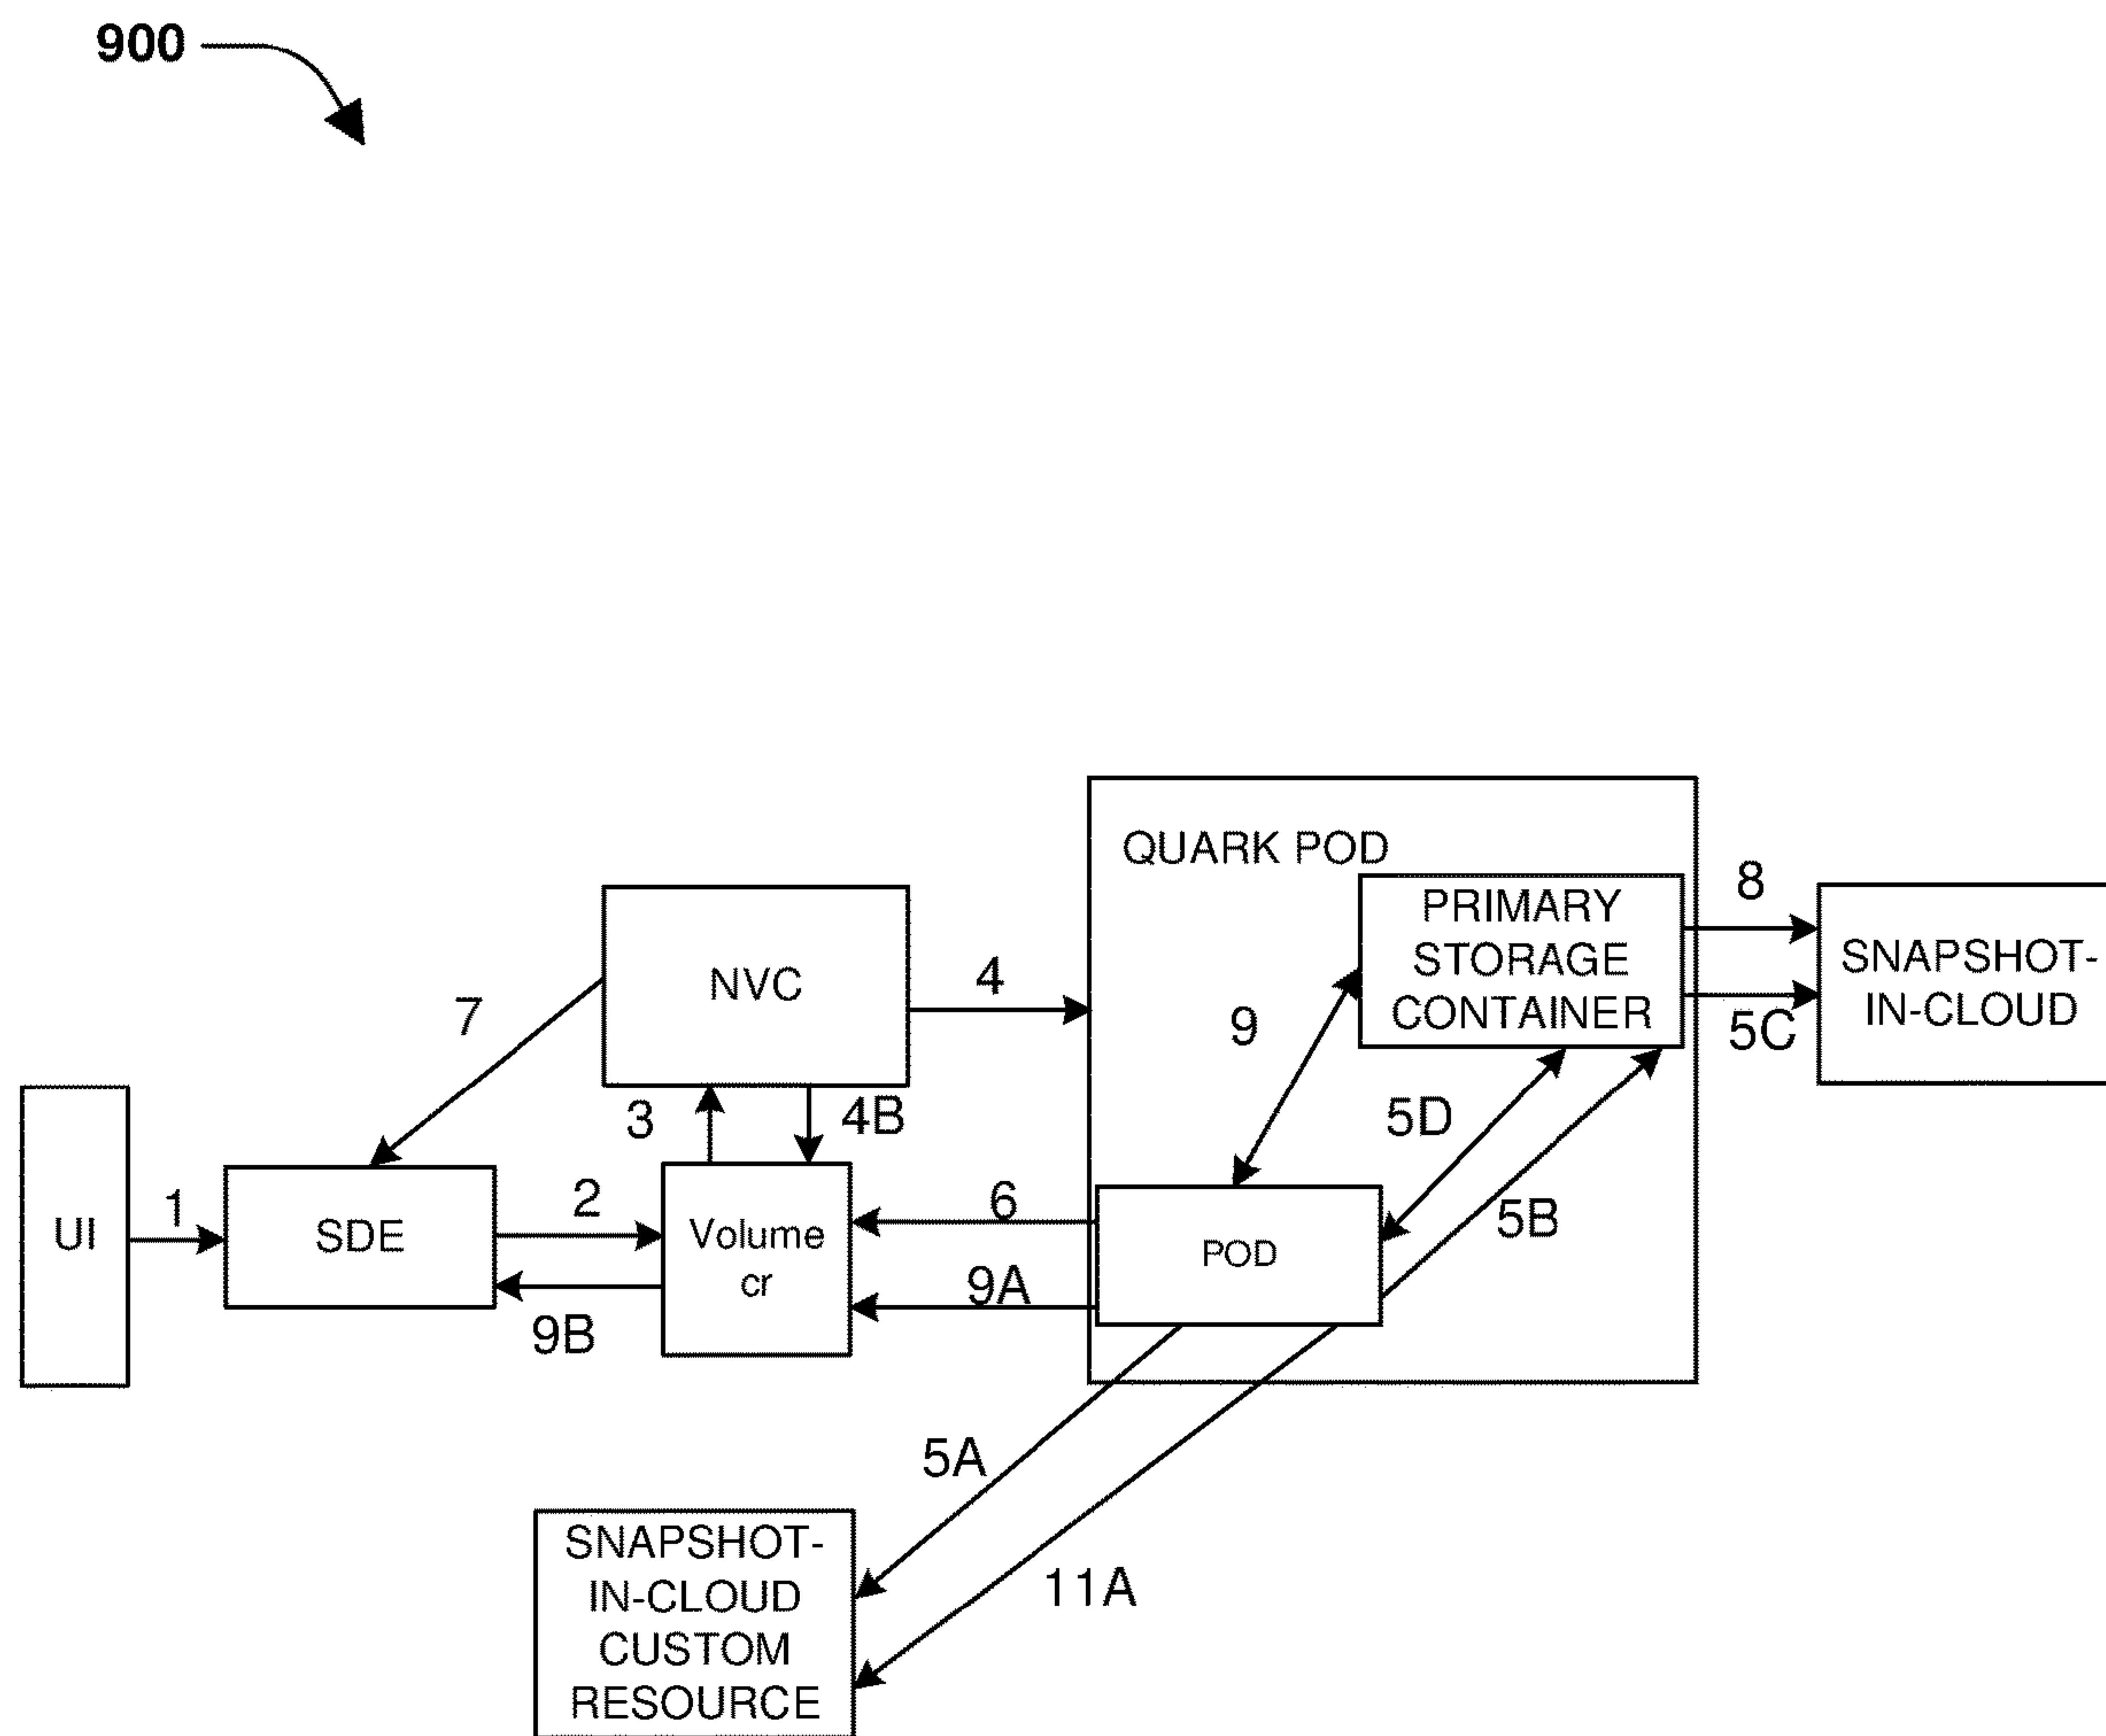 900
QUARK POD
PRIMARY
STORAGE
CONTAINER
8
5C
SNAPSHOT-
IN-CLOUD
NVC
4
7
9
3
4B
5D
5B
UI
1
SDE
2
9B
Volume
cr
6
9A
POD
5A
11A
SNAPSHOT-
IN-CLOUD
CUSTOM
RESOURCE